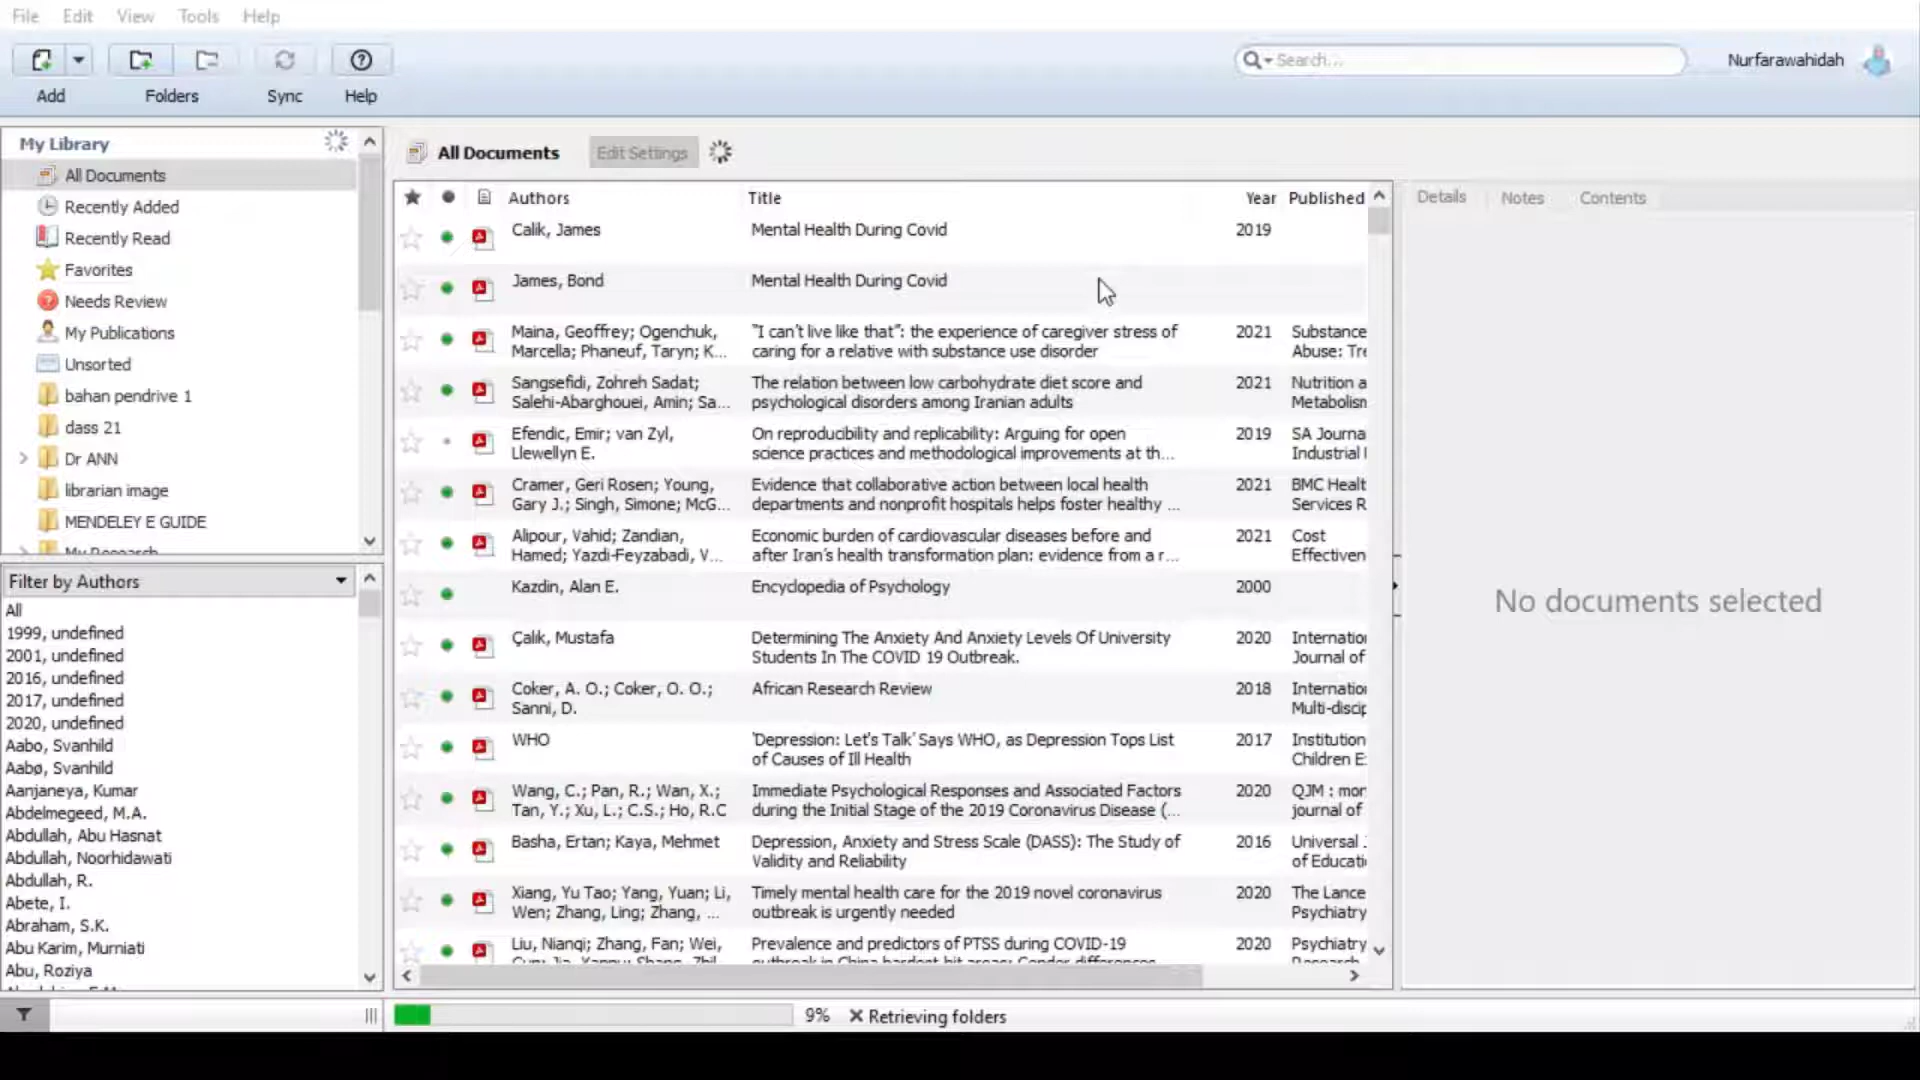 File Edit View Tools Help
Search...
Nurfarawahidah
Add Folders Sync Help
My Library
All Documents
Recently Added
Recently Read
Favorites
Needs Review
My Publications
Unsorted
bahan pendrive 1
dass 21
Dr ANN
librarian image
MENDELEY E GUIDE
My Research
Filter by Authors
All
1999, undefined
2001, undefined
2016, undefined
2017, undefined
2020, undefined
Aabo, Svanhild
Aabø, Svanhild
Aanjaneya, Kumar
Abdelmegeed, M.A.
Abdullah, Abu Hasnat
Abdullah, Noorhidawati
Abdullah, R.
Abete, I.
Abraham, S.K.
Abu Karim, Murniati
Abu, Roziya
All Documents Edit Settings
Authors Title Year Published
Calik, James Mental Health During Covid 2019
James, Bond Mental Health During Covid
Maina, Geoffrey; Ogenchuk, "I can't live like that": the experience of caregiver stress of 2021 Substance
Marcella; Phaneuf, Taryn; K... caring for a relative with substance use disorder Abuse: Tre
Sangsefidi, Zohreh Sadat; The relation between low carbohydrate diet score and 2021 Nutrition a
Salehi-Abarghouei, Amin; Sa... psychological disorders among Iranian adults Metabolism
Efendic, Emir; van Zyl, On reproducibility and replicability: Arguing for open 2019 SA Journa
Llewellyn E. science practices and methodological improvements at th... Industrial
Cramer, Geri Rosen; Young, Evidence that collaborative action between local health 2021 BMC Healt
Gary J.; Singh, Simone; McG... departments and nonprofit hospitals helps foster healthy ... Services R
Alipour, Vahid; Zandian, Economic burden of cardiovascular diseases before and 2021 Cost
Hamed; Yazdi-Feyzabadi, V... after Iran's health transformation plan: evidence from a r... Effectiven
Kazdin, Alan E. Encyclopedia of Psychology 2000
Çalik, Mustafa Determining The Anxiety And Anxiety Levels Of University 2020 Internatio
Students In The COVID 19 Outbreak. Journal of
Coker, A. O.; Coker, O. O.; African Research Review 2018 Internatio
Sanni, D. Multi-discip
WHO 'Depression: Let's Talk' Says WHO, as Depression Tops List 2017 Institution
of Causes of Ill Health Children E
Wang, C.; Pan, R.; Wan, X.; Immediate Psychological Responses and Associated Factors 2020 QJM : mon
Tan, Y.; Xu, L.; C.S.; Ho, R.C during the Initial Stage of the 2019 Coronavirus Disease (... journal of
Basha, Ertan; Kaya, Mehmet Depression, Anxiety and Stress Scale (DASS): The Study of 2016 Universal
Validity and Reliability of Educati
Xiang, Yu Tao; Yang, Yuan; Li, Timely mental health care for the 2019 novel coronavirus 2020 The Lance
Wen; Zhang, Ling; Zhang, ... outbreak is urgently needed Psychiatry
Liu, Nianqi; Zhang, Fan; Wei, Prevalence and predictors of PTSS during COVID-19 2020 Psychiatry
outbreak in China hardest-hit areas: Gender differences
Details Notes Contents
No documents selected
9% Retrieving folders